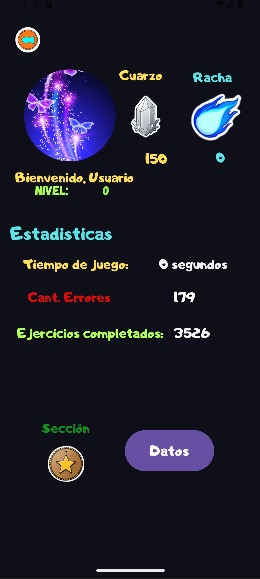 Cuarzo
Racha
150
0
Bienvenido, Usuario
NIVEL: 0
Estadisticas
Tiempo de juego: 0 segundos
Cant. Errores 179
Ejercicios completados: 3526
Sección
Datos